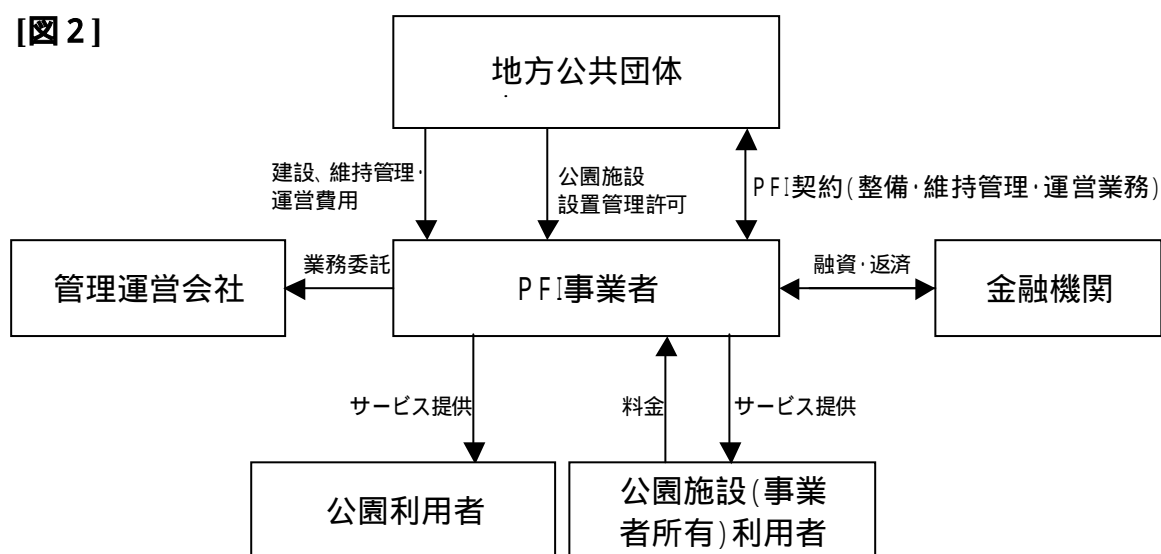 [図2]
地方公共団体
建設、維持管理・
運営費用
公園施設
設置管理許可
PFI契約(整備・維持管理・運営業務)
管理運営会社
業務委託
PFI事業者
融資・返済
金融機関
サービス提供
料金
サービス提供
公園利用者
公園施設(事業
者所有)利用者